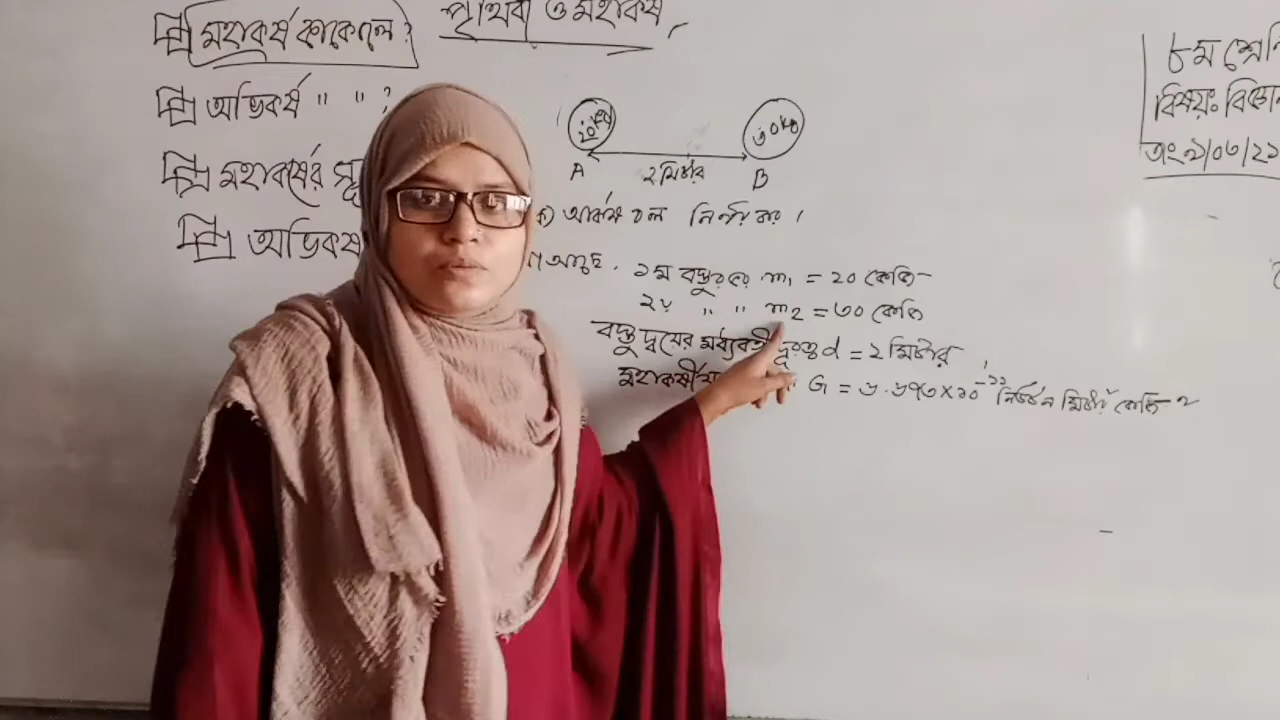 পৃথিবী ও মহাকর্ষ
মহাকর্ষ কাকে বলে?
অভিকর্ষ " " ?
মহাকর্ষের
অভিকর্ষ
৮ম শ্রেণি
বিষয়ঃ বিজ্ঞান
২০ kg
৩০ kg
A ২ মিটার B
ক) আকর্ষণ বল নির্ণয় কর।
১ম বস্তুর ভর m₁ = ২০ কেজি
২য় " " m₂ = ৩০ কেজি
বস্তুদ্বয়ের মধ্যবর্তী দূরত্ব d = ২ মিটার
মহাকর্ষীয় G = ৬.৬৭৩ X ১০⁻¹¹ নিউটন মিটার² কেজি⁻²